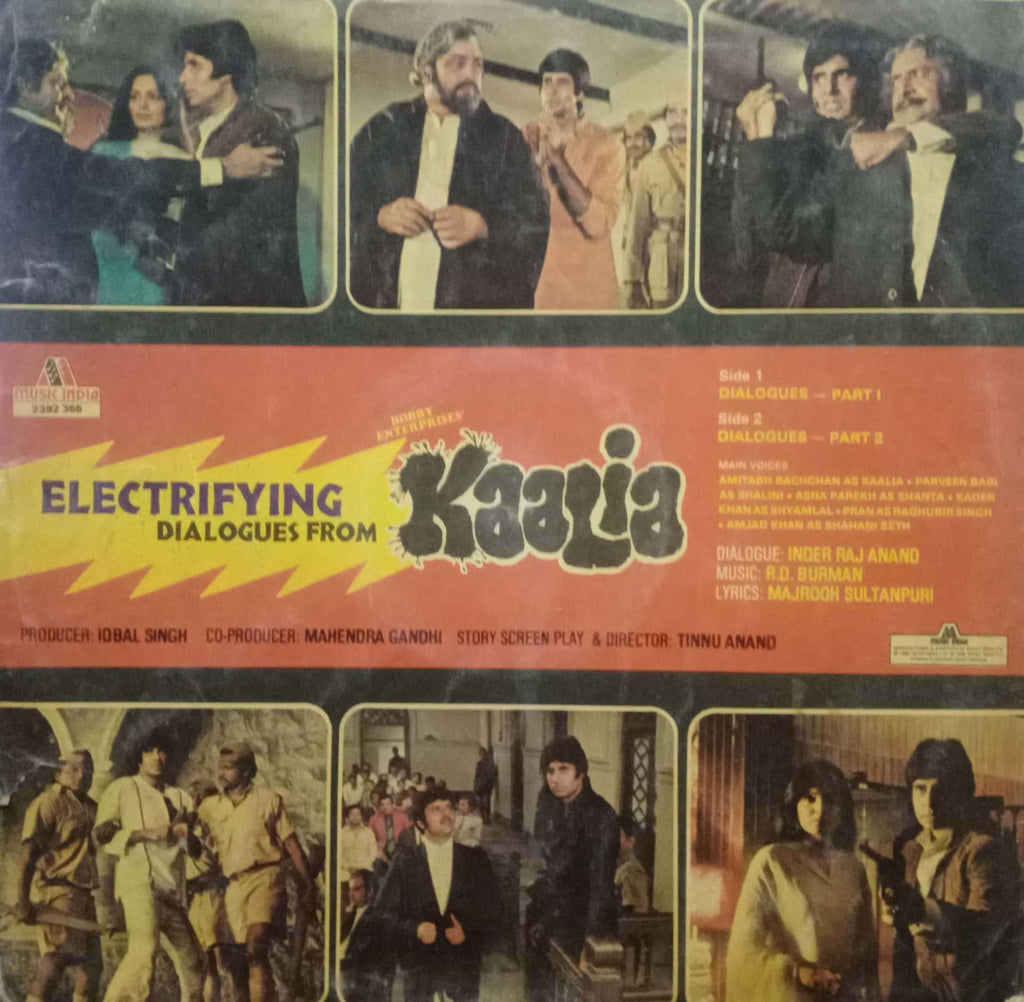 MUSIC INDIA
2392 366
BOBBY
ENTERPRISES'
ELECTRIFYING
DIALOGUES FROM
Kaalia
Side 1
DIALOGUES — PART I
Side 2
DIALOGUES — PART 2
MAIN VOICES
AMITABH BACHCHAN AS KAALIA • PARVEEN BABI
AS SHALINI • ASHA PAREKH AS SHANTA • KADER
KHAN AS SHYAMLAL • PRAN AS RAGHUBIR SINGH
• AMJAD KHAN AS SHAHANI SETH
DIALOGUE: INDER RAJ ANAND
MUSIC: R.D. BURMAN
LYRICS: MAJROOH SULTANPURI
PRODUCER: IQBAL SINGH CO-PRODUCER: MAHENDRA GANDHI STORY SCREEN PLAY & DIRECTOR: TINNU ANAND
MUSIC INDIA